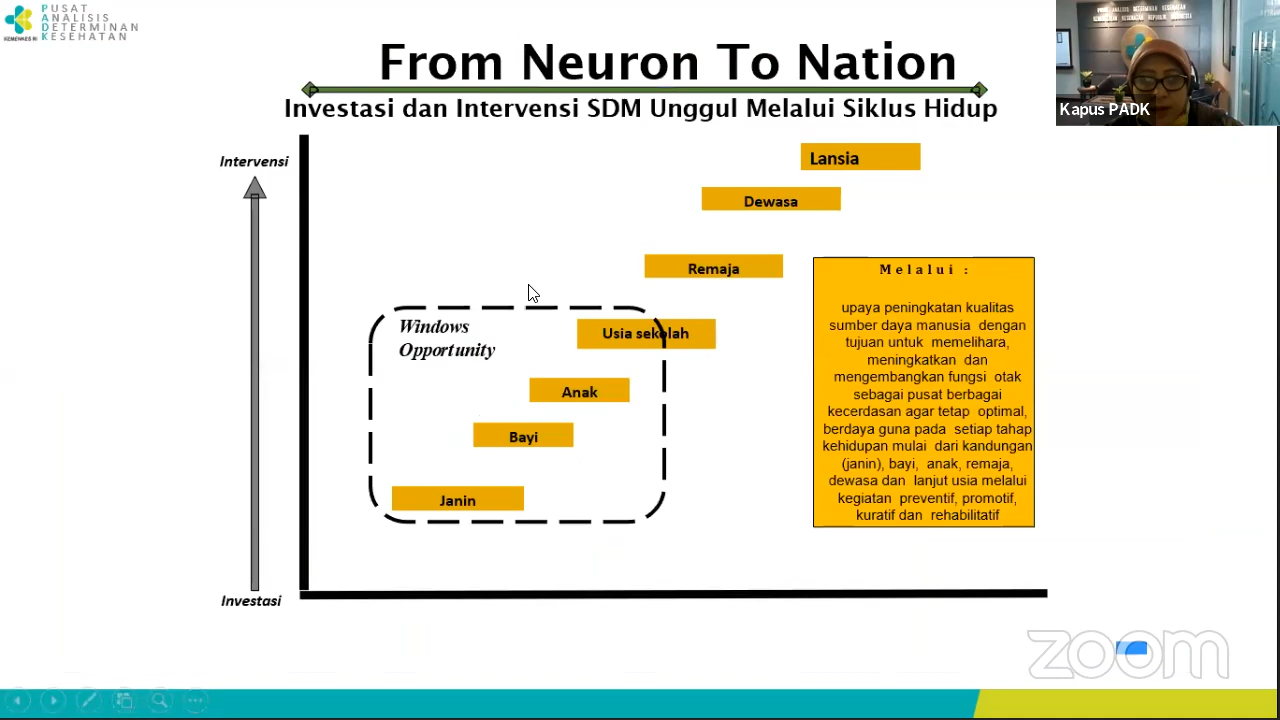 PUSAT
ANALISIS
DETERMINAN
KESEHATAN
KEMENKES RI
From Neuron To Nation
Investasi dan Intervensi SDM Unggul Melalui Siklus Hidup
Kapus PADK
Intervensi
Lansia
Dewasa
Remaja
Windows
Opportunity
Usia sekolah
Anak
Bayi
Janin
Investasi
Melalui :
upaya peningkatan kualitas
sumber daya manusia dengan
tujuan untuk memelihara,
meningkatkan dan
mengembangkan fungsi otak
sebagai pusat berbagai
kecerdasan agar tetap optimal,
berdaya guna pada setiap tahap
kehidupan mulai dari kandungan
(janin), bayi, anak, remaja,
dewasa dan lanjut usia melalui
kegiatan preventif, promotif,
kuratif dan rehabilitatif
zoom